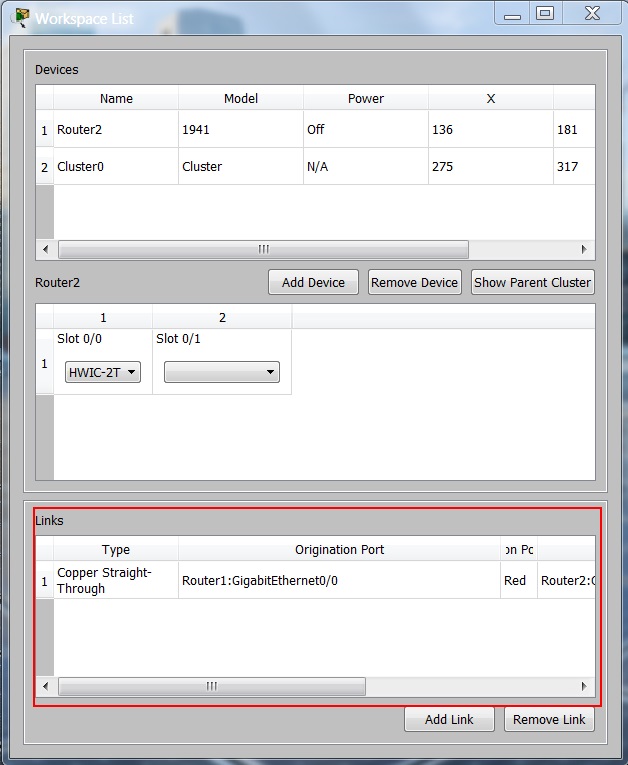 Workspace List
Devices
Name Model Power X
1 Router2 1941 Off 136 181
2 Cluster0 Cluster N/A 275 317
Router2 Add Device Remove Device Show Parent Cluster
1 2
Slot 0/0 Slot 0/1
1 HWIC-2T
Links
Type Origination Port on Po
1 Copper Straight-
Through Router1:GigabitEthernet0/0 Red Router2:G
Add Link Remove Link